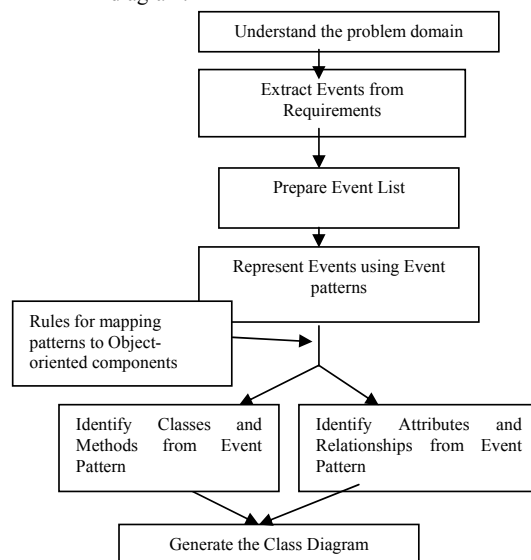 Understand the problem domain
Extract Events from
Requirements
Prepare Event List
Represent Events using Event
patterns
Rules for mapping
patterns to Object-
oriented components
Identify Classes and
Methods from Event
Pattern
Identify Attributes and
Relationships from Event
Pattern
Generate the Class Diagram